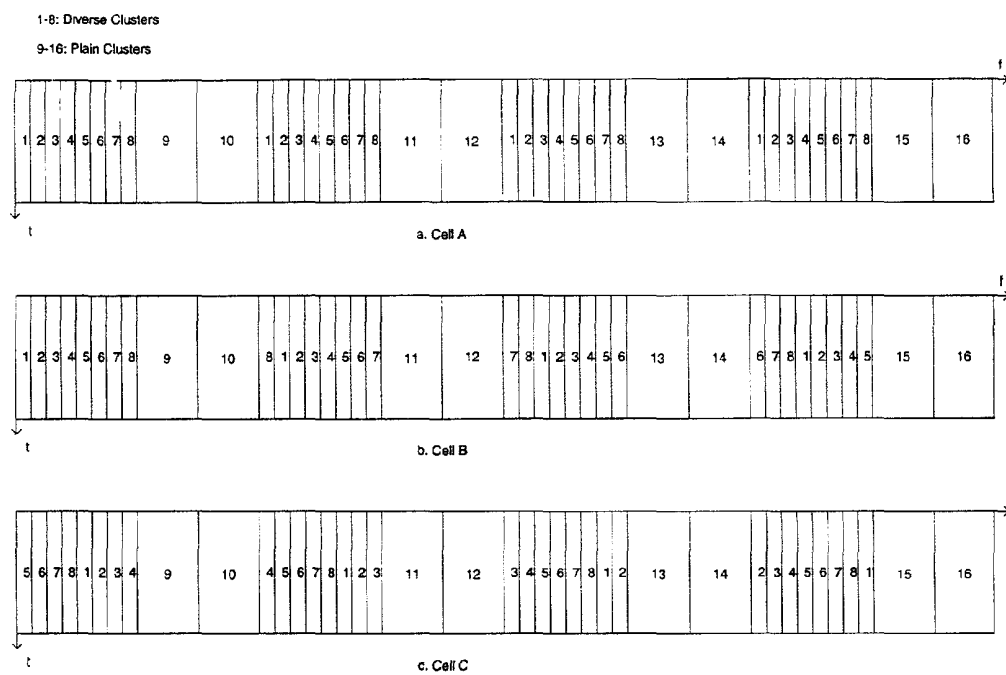 1-8: Diverse Clusters
9-16: Plain Clusters
f
1 2 3 4 5 6 7 8 9 10 1 2 3 4 5 6 7 8 11 12 1 2 3 4 5 6 7 8 13 14 1 2 3 4 5 6 7 8 15 16
t
a. Cell A
f
1 2 3 4 5 6 7 8 9 10 8 1 2 3 4 5 6 7 11 12 7 8 1 2 3 4 5 6 13 14 6 7 8 1 2 3 4 5 15 16
t
b. Cell B
5 6 7 8 1 2 3 4 9 10 4 5 6 7 8 1 2 3 11 12 3 4 5 6 7 8 1 2 13 14 2 3 4 5 6 7 8 1 15 16
t
c. Cell C